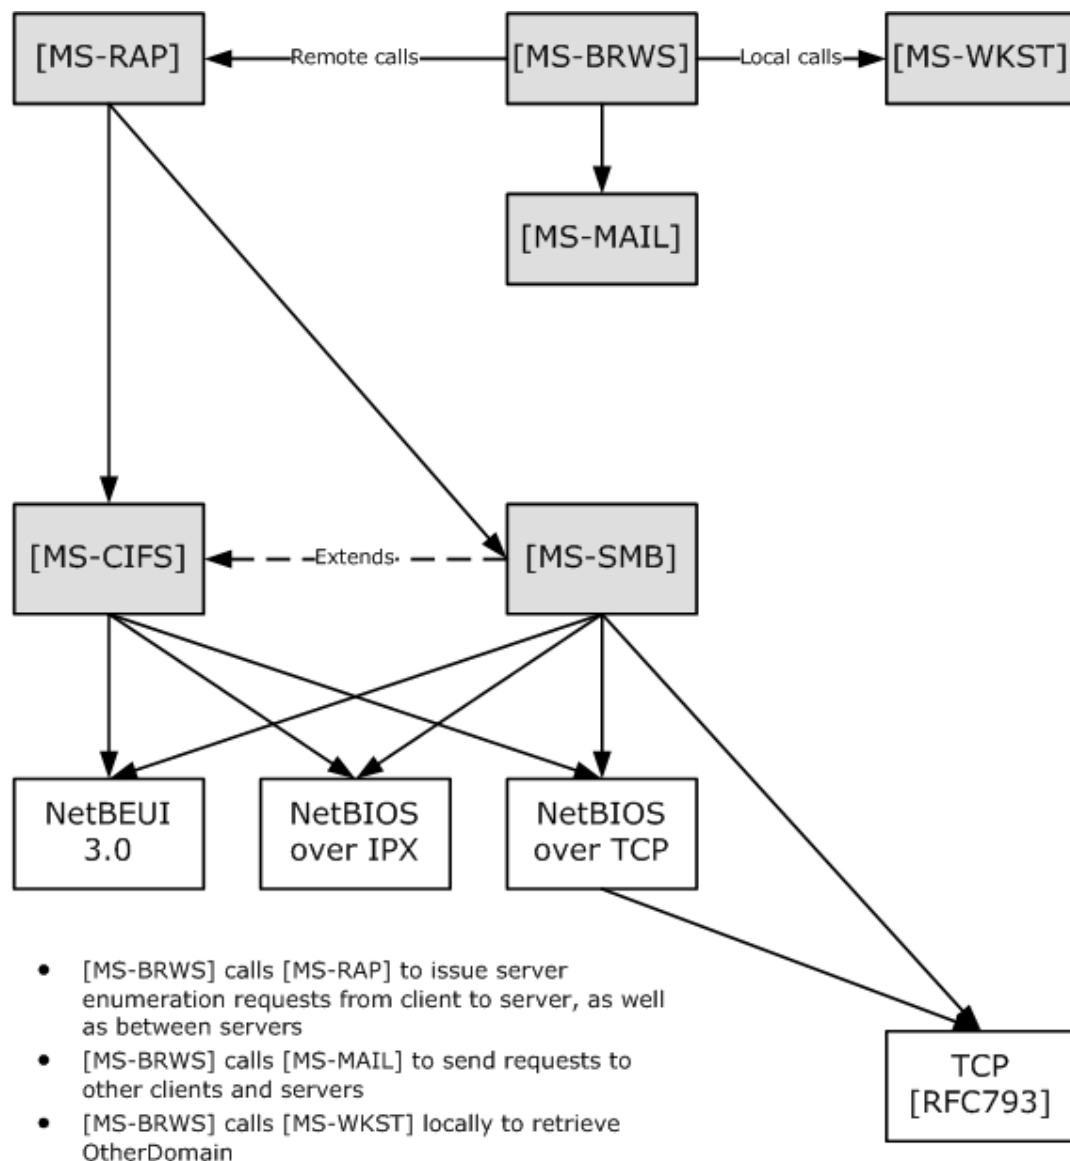 [MS-RAP]
Remote calls
[MS-BRWS]
Local calls
[MS-WKST]
[MS-MAIL]
[MS-CIFS]
Extends
[MS-SMB]
NetBEUI
3.0
NetBIOS
over IPX
NetBIOS
over TCP
• [MS-BRWS] calls [MS-RAP] to issue server
enumeration requests from client to server, as well
as between servers
• [MS-BRWS] calls [MS-MAIL] to send requests to
other clients and servers
• [MS-BRWS] calls [MS-WKST] locally to retrieve
OtherDomain
TCP
[RFC793]